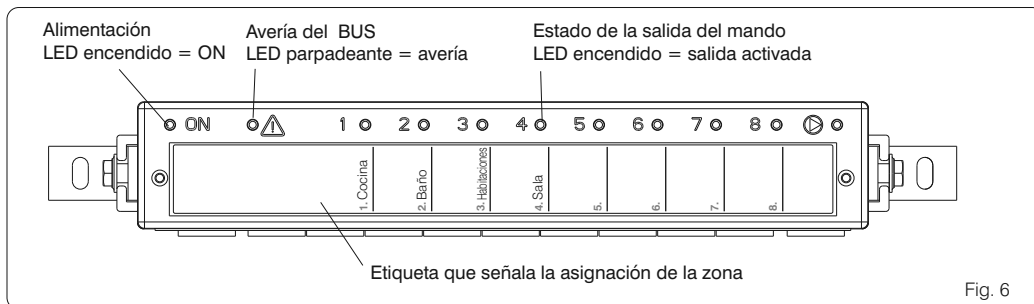 Alimentación
LED encendido = ON
Avería del BUS
LED parpadeante = avería
Estado de la salida del mando
LED encendido = salida activada
ON 1 2 3 4 5 6 7 8
1. Cocina
2. Baño
3. Habitaciones
4. Sala
5.
6.
7.
8.
Etiqueta que señala la asignación de la zona
Fig. 6